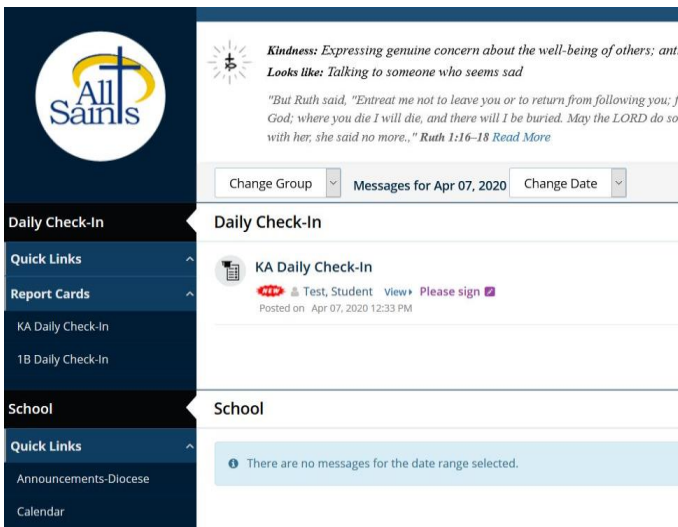 All
Saints
Kindness: Expressing genuine concern about the well-being of others; ant
Looks like: Talking to someone who seems sad
"But Ruth said, "Entreat me not to leave you or to return from following you; f
God; where you die I will die, and there will I be buried. May the LORD do so
with her, she said no more.," Ruth 1:16–18 Read More
Change Group Messages for Apr 07, 2020 Change Date
Daily Check-In
Quick Links
Report Cards
KA Daily Check-In
1B Daily Check-In
School
Quick Links
Announcements-Diocese
Calendar
Daily Check-In
KA Daily Check-In
NEW Test, Student View Please sign
Posted on Apr 07, 2020 12:33 PM
School
There are no messages for the date range selected.